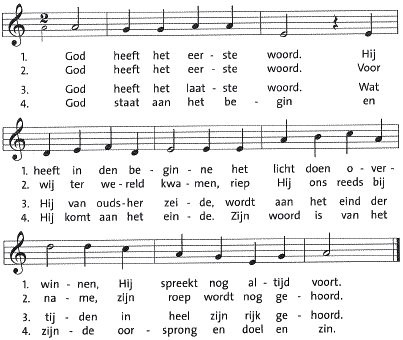 2
1. God heeft het eer - ste woord. Hij
2. God heeft het eer - ste woord. Voor
3. God heeft het laat - ste woord. Wat
4. God staat aan het be - gin en
1. heeft in den be - gin - ne het licht doen o - ver-
2. wij ter we - reld kwa - men, riep HIj ons reeds bij
3. Hij van ouds-her zei - de, wordt aan het eind der
4. Hij komt aan het ein - de. Zijn woord is van het
1. win - nen, Hij spreekt nog al - tijd voort.
2. na - me, zijn roep wordt nog ge - hoord.
3. tij - den in heel zijn rijk ge - hoord.
4. zijn - de oor - sprong en doel en zin.